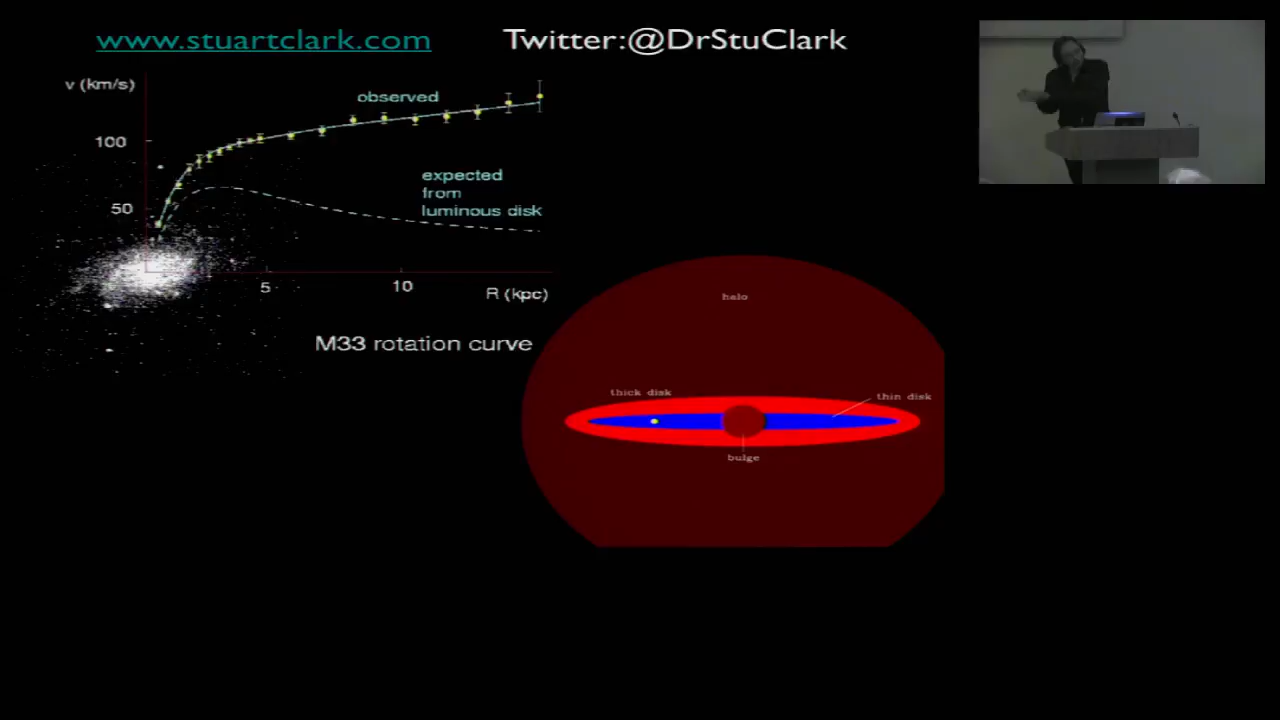 www.stuartclark.com
Twitter:@DrStuClark
v (km/s)
observed
100
expected
from
luminous disk
50
5
10
R (kpc)
M33 rotation curve
halo
thick disk
thin disk
bulge